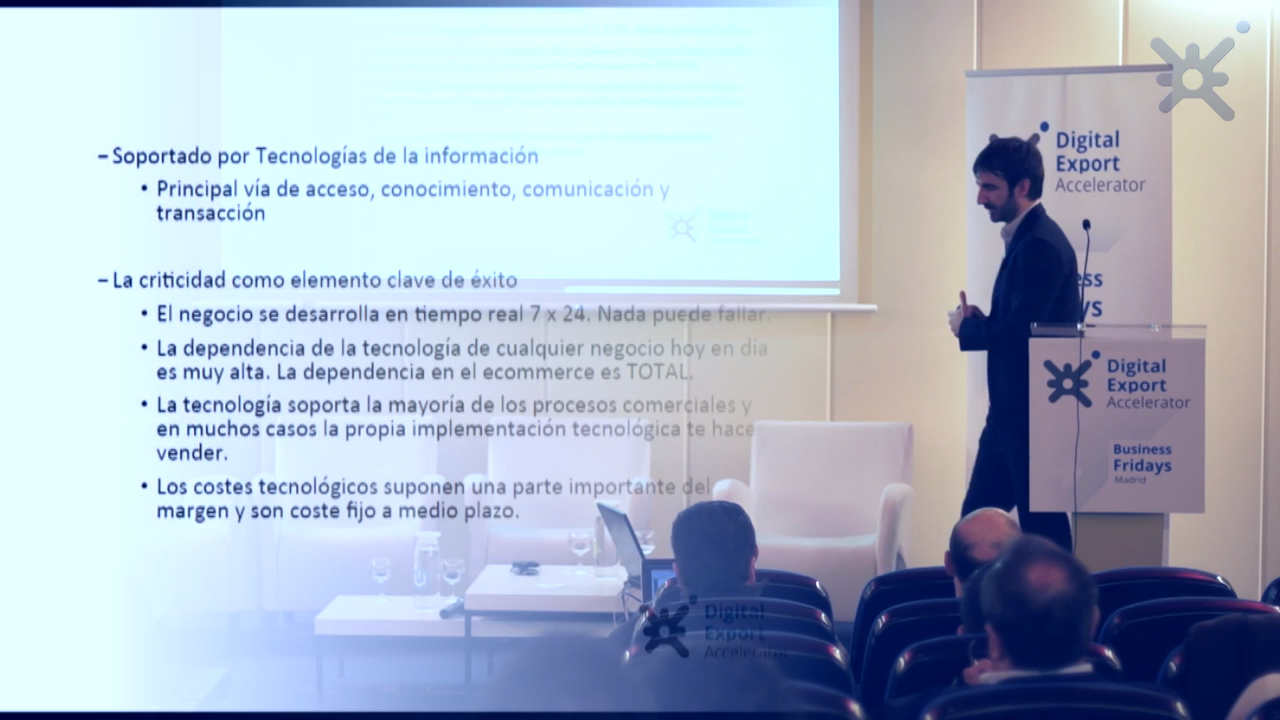 – Soportado por Tecnologías de la información
• Principal vía de acceso, conocimiento, comunicación y
transacción
– La criticidad como elemento clave de éxito
• El negocio se desarrolla en tiempo real 7 x 24. Nada puede fallar.
• La dependencia de la tecnología de cualquier negocio hoy en día
es muy alta. La dependencia en el ecommerce es TOTAL.
• La tecnología soporta la mayoría de los procesos comerciales y
en muchos casos la propia implementación tecnológica te hace
vender.
• Los costes tecnológicos suponen una parte importante del
margen y son coste fijo a medio plazo.
Digital
Export
Accelerator
ess
ys
Digital
Export
Accelerator
Business
Fridays
Madrid
Digital
Export
Accelerator